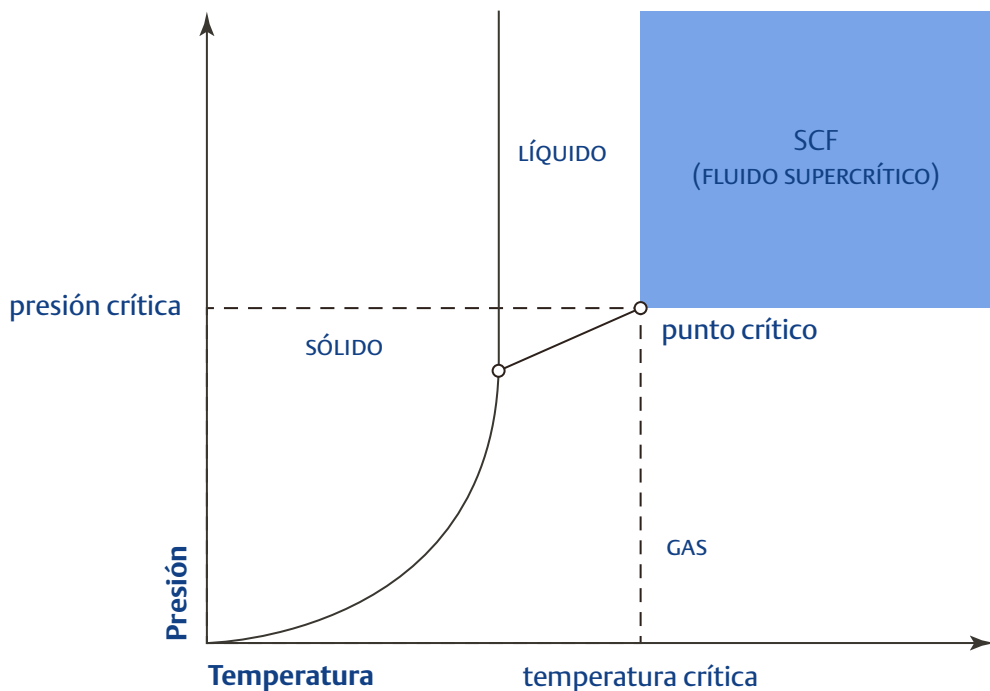 LÍQUIDO
SCF
(FLUIDO SUPERCRÍTICO)
presión crítica
SÓLIDO
punto crítico
GAS
Presión
Temperatura
temperatura crítica